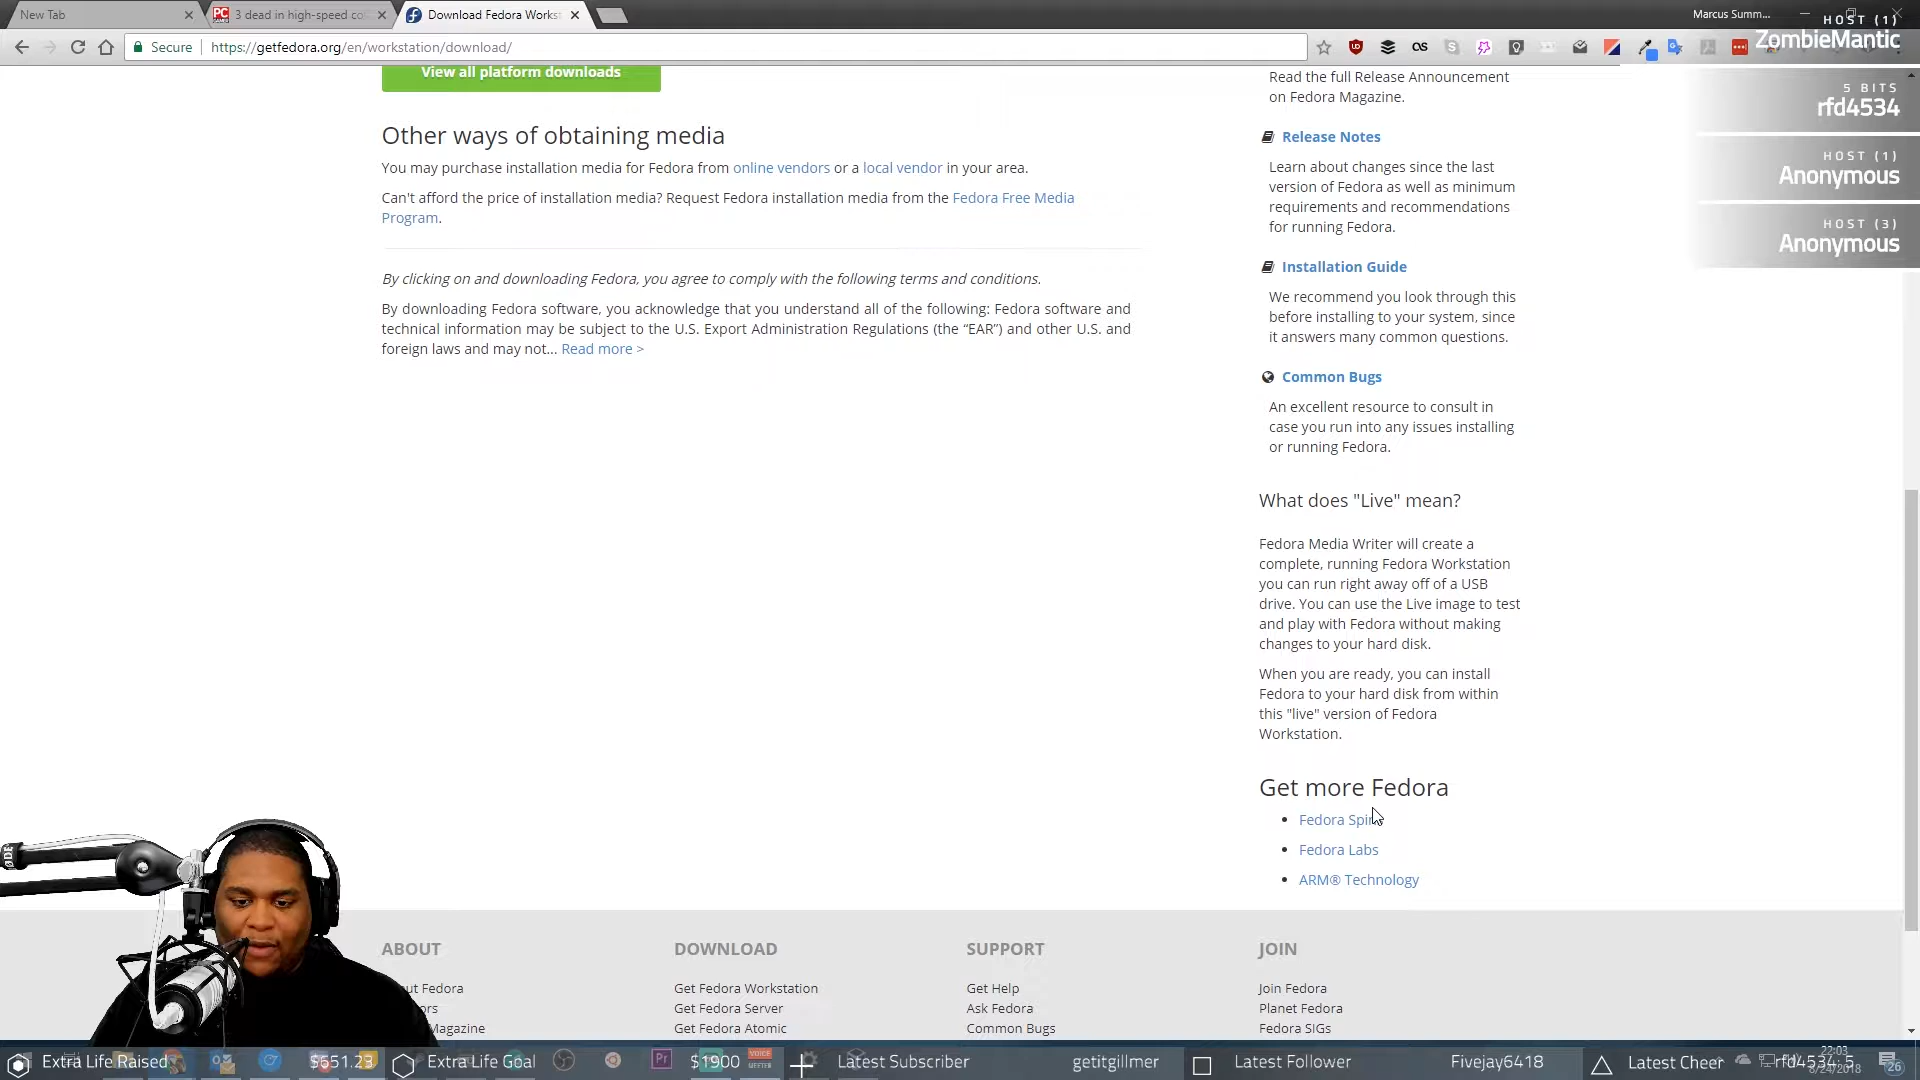 New Tab
3 dead in high-speed co
Download Fedora Works
Marcus Summ...
Secure
https://getfedora.org/en/workstation/download/
HOST (1)
ZombieMantic
5 BITS
rfd4534
HOST (1)
Anonymous
HOST (3)
Anonymous
View all platform downloads
Other ways of obtaining media
You may purchase installation media for Fedora from online vendors or a local vendor in your area.
Can't afford the price of installation media? Request Fedora installation media from the Fedora Free Media
Program.
By clicking on and downloading Fedora, you agree to comply with the following terms and conditions.
By downloading Fedora software, you acknowledge that you understand all of the following: Fedora software and
technical information may be subject to the U.S. Export Administration Regulations (the “EAR”) and other U.S. and
foreign laws and may not... Read more >
Read the full Release Announcement
on Fedora Magazine.
Release Notes
Learn about changes since the last
version of Fedora as well as minimum
requirements and recommendations
for running Fedora.
Installation Guide
We recommend you look through this
before installing to your system, since
it answers many common questions.
Common Bugs
An excellent resource to consult in
case you run into any issues installing
or running Fedora.
What does "Live" mean?
Fedora Media Writer will create a
complete, running Fedora Workstation
you can run right away off of a USB
drive. You can use the Live image to test
and play with Fedora without making
changes to your hard disk.
When you are ready, you can install
Fedora to your hard disk from within
this "live" version of Fedora
Workstation.
Get more Fedora
Fedora Spi
Fedora Labs
ARM® Technology
ABOUT
ut Fedora
ors
Magazine
DOWNLOAD
Get Fedora Workstation
Get Fedora Server
Get Fedora Atomic
SUPPORT
Get Help
Ask Fedora
Common Bugs
JOIN
Join Fedora
Planet Fedora
Fedora SIGs
Extra Life Raised
$651.23
Extra Life Goal
Pr
$1900
VOICE
Latest Subscriber
getitgillmer
Latest Follower
Fivejay6418
Latest Cheer
rfd4534: 5
22:03
8/24/2018
26